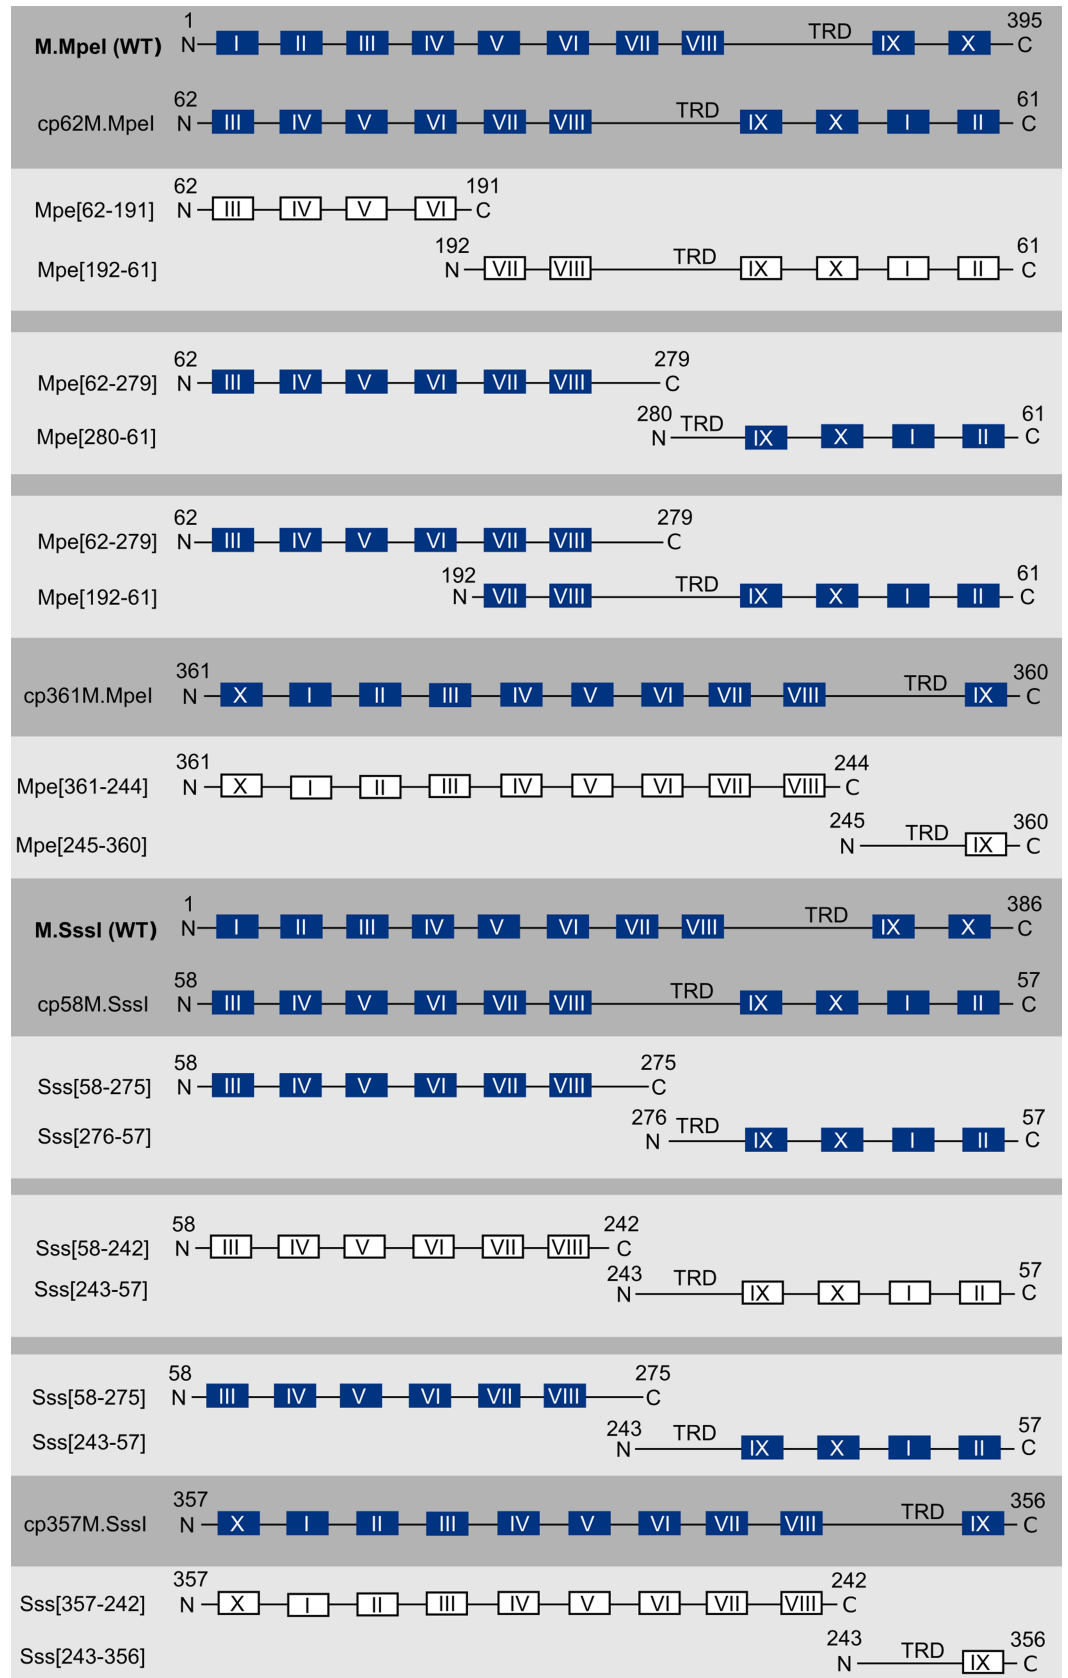 1 395
M.MpeI (WT) N I II III IV V VI VII VIII TRD IX X C
62 61
cp62M.MpeI N III IV V VI VII VIII TRD IX X I II C
62 191
Mpe[62-191] N III IV V VI C
192 61
Mpe[192-61] N VII VIII TRD IX X I II C
62 279
Mpe[62-279] N III IV V VI VII VIII C
280 61
Mpe[280-61] N TRD IX X I II C
62 279
Mpe[62-279] N III IV V VI VII VIII C
192 61
Mpe[192-61] N VII VIII TRD IX X I II C
361 360
cp361M.MpeI N X I II III IV V VI VII VIII TRD IX C
361 244
Mpe[361-244] N X I II III IV V VI VII VIII C
245 360
Mpe[245-360] N TRD IX C
1 386
M.SssI (WT) N I II III IV V VI VII VIII TRD IX X C
58 57
cp58M.SssI N III IV V VI VII VIII TRD IX X I II C
58 275
Sss[58-275] N III IV V VI VII VIII C
276 57
Sss[276-57] N TRD IX X I II C
58 242
Sss[58-242] N III IV V VI VII VIII C
243 57
Sss[243-57] N TRD IX X I II C
58 275
Sss[58-275] N III IV V VI VII VIII C
243 57
Sss[243-57] N TRD IX X I II C
357 356
cp357M.SssI N X I II III IV V VI VII VIII TRD IX C
357 242
Sss[357-242] N X I II III IV V VI VII VIII C
243 356
Sss[243-356] N TRD IX C